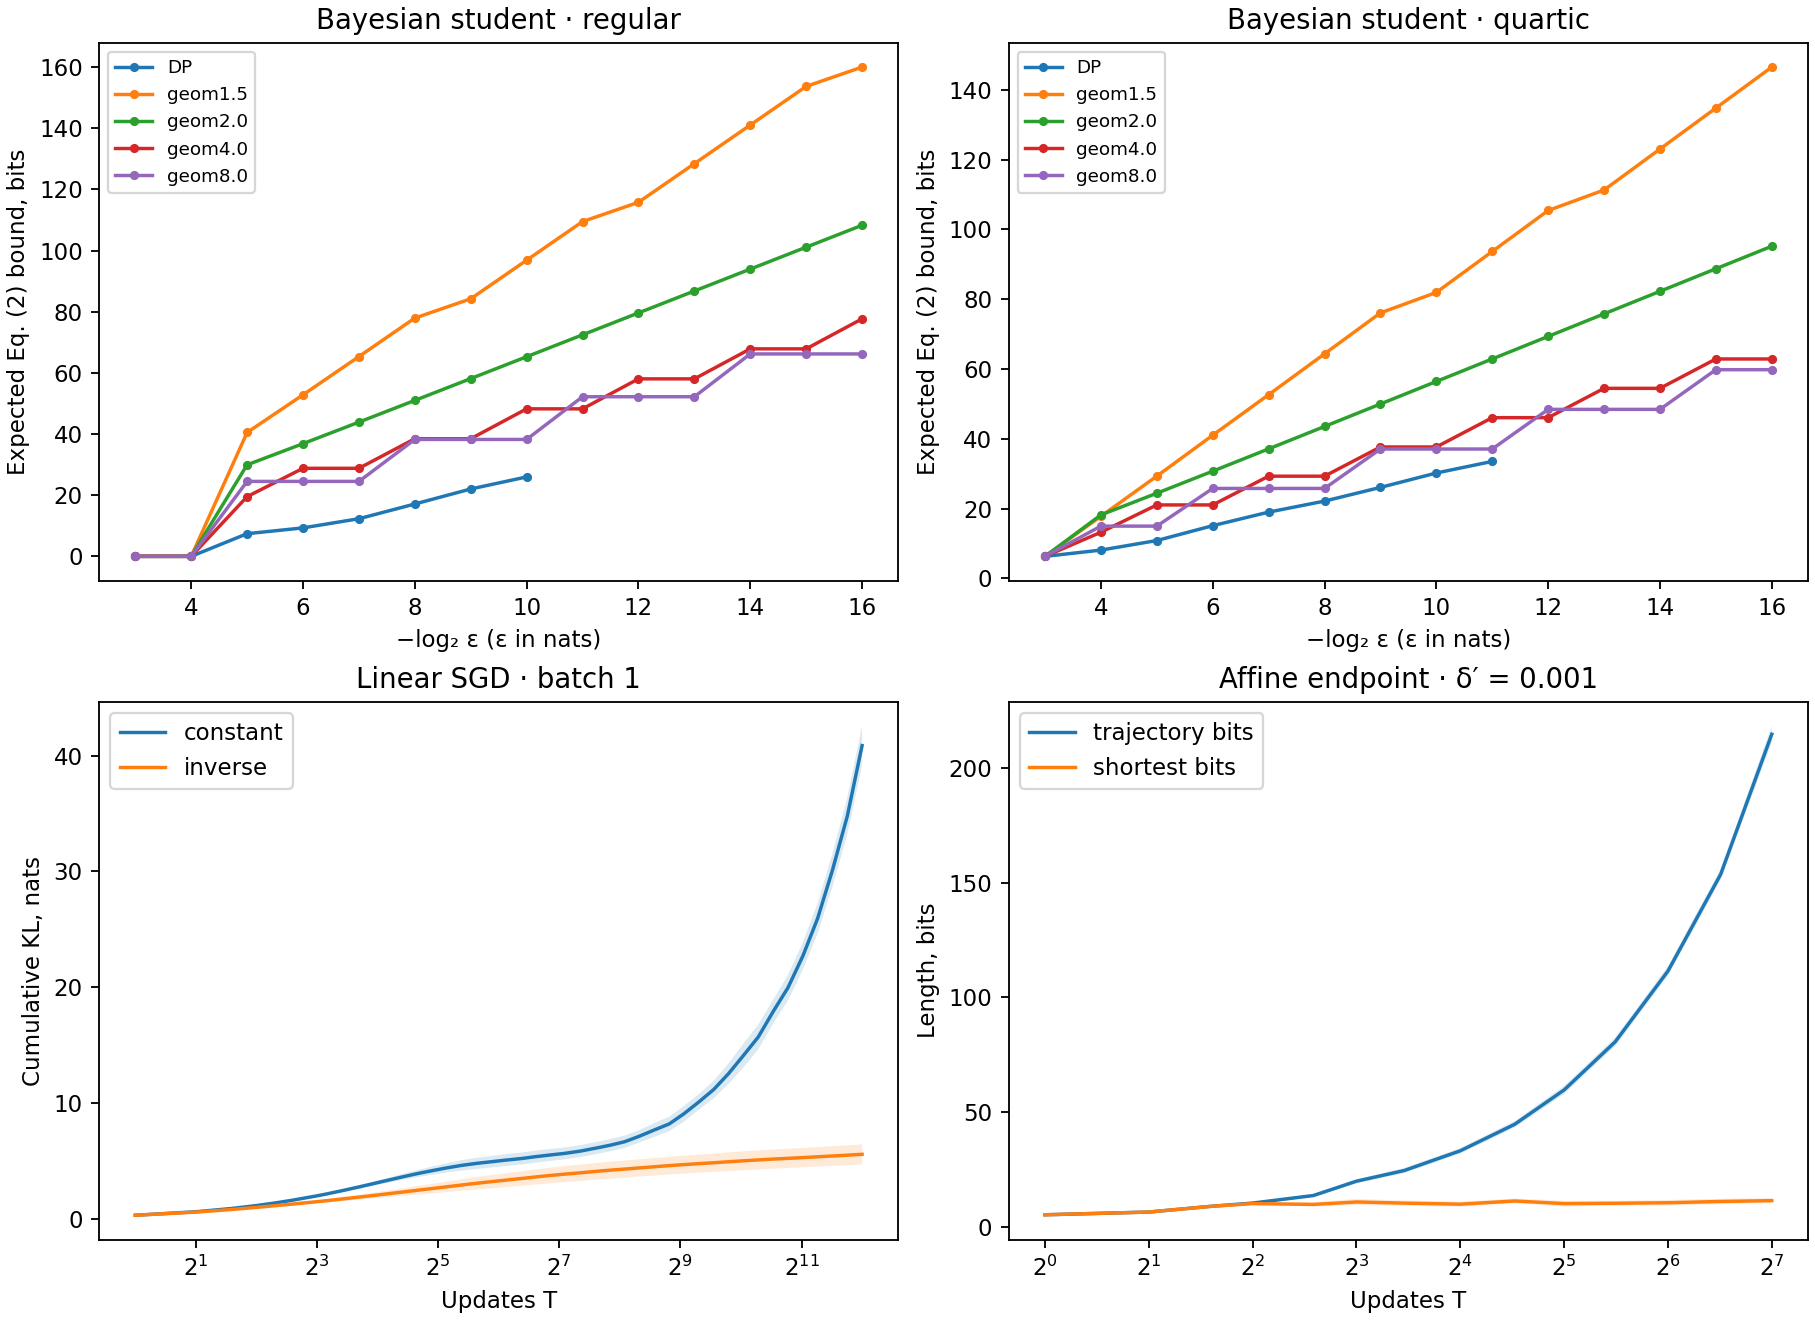 Bayesian student · regular
Expected Eq. (2) bound, bits
160
140
120
100
80
60
40
20
0
DP
geom1.5
geom2.0
geom4.0
geom8.0
4 6 8 10 12 14 16
−log₂ ε (ε in nats)
Bayesian student · quartic
Expected Eq. (2) bound, bits
140
120
100
80
60
40
20
0
DP
geom1.5
geom2.0
geom4.0
geom8.0
4 6 8 10 12 14 16
−log₂ ε (ε in nats)
Linear SGD · batch 1
Cumulative KL, nats
40
30
20
10
0
constant
inverse
2¹ 2³ 2⁵ 2⁷ 2⁹ 2¹¹
Updates T
Affine endpoint · δ′ = 0.001
Length, bits
200
150
100
50
0
trajectory bits
shortest bits
2⁰ 2¹ 2² 2³ 2⁴ 2⁵ 2⁶ 2⁷
Updates T